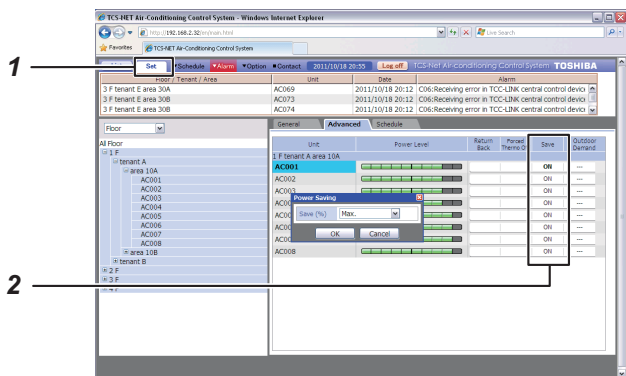 TCS-NET Air-Conditioning Control System - Windows Internet Explorer
http://192.168.2.32/en/main.html
Live Search
Favorites TCS-NET Air-Conditioning Control System
1
Set ▼Schedule ▼Alarm ▼Option ■Contact 2011/10/18 20:55 Log off TCS-Net Air-conditioning Control System TOSHIBA
Floor / Tenant / Area Unit Date Alarm
3 F tenant E area 30A AC069 2011/10/18 20:12 C06:Receiving error in TCC-LINK central control device
3 F tenant E area 30B AC073 2011/10/18 20:12 C06:Receiving error in TCC-LINK central control device
3 F tenant E area 30B AC074 2011/10/18 20:12 C06:Receiving error in TCC-LINK central control device
General Advanced Schedule
Floor
Unit Power Level Return Back Forced Thermo O Save Outdoor Demand
All Floor
1 F
tenant A
area 10A
AC001
AC002
AC003
AC004
AC005
AC006
AC007
AC008
area 10B
tenant B
2 F
3 F
4 F
1 F tenant A area 10A
AC001 ON ---
AC002 ON ---
AC003 ON ---
AC00 ON ---
AC00 ON ---
AC00 ON ---
AC00 ON ---
AC008 ON ---
Power Saving
Save (%) Max.
OK Cancel
2